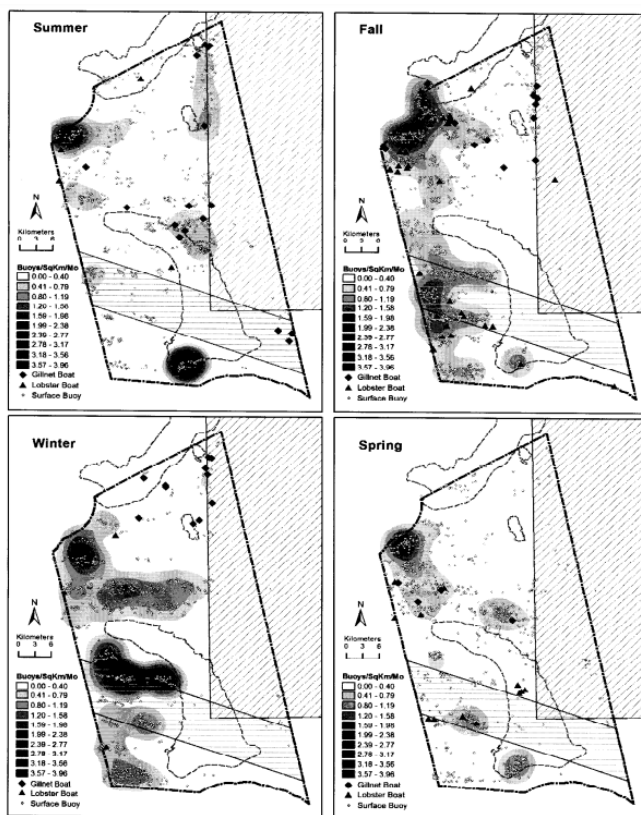 Summer
N
Kilometers
0 3 6
Buoys/SqKm/Mo
0.00 - 0.40
0.41 - 0.79
0.80 - 1.19
1.20 - 1.58
1.59 - 1.98
1.99 - 2.38
2.39 - 2.77
2.78 - 3.17
3.18 - 3.56
3.57 - 3.96
Gillnet Boat
Lobster Boat
Surface Buoy
Fall
N
Kilometers
0 3 6
Buoys/SqKm/Mo
0.00 - 0.40
0.41 - 0.79
0.80 - 1.19
1.20 - 1.58
1.59 - 1.98
1.99 - 2.38
2.39 - 2.77
2.78 - 3.17
3.18 - 3.56
3.57 - 3.96
Gillnet Boat
Lobster Boat
Surface Buoy
Winter
N
Kilometers
0 3 6
Buoys/SqKm/Mo
0.00 - 0.40
0.41 - 0.79
0.80 - 1.19
1.20 - 1.58
1.59 - 1.98
1.99 - 2.38
2.39 - 2.77
2.78 - 3.17
3.18 - 3.56
3.57 - 3.96
Gillnet Boat
Lobster Boat
Surface Buoy
Spring
N
Kilometers
0 3 6
Buoys/SqKm/Mo
0.00 - 0.40
0.41 - 0.79
0.80 - 1.19
1.20 - 1.58
1.59 - 1.98
1.99 - 2.38
2.39 - 2.77
2.78 - 3.17
3.18 - 3.56
3.57 - 3.96
Gillnet Boat
Lobster Boat
Surface Buoy